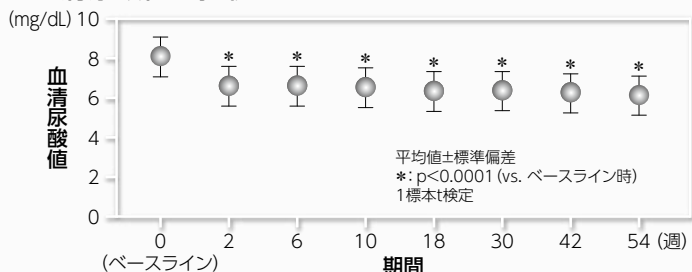 (mg/dL)
10
8
6
4
2
0
血清尿酸値
* * * * * * *
平均値±標準偏差
*：p<0.0001 (vs. ベースライン時)
1標本t検定
0 2 6 10 18 30 42 54 (週)
(ベースライン)
期間